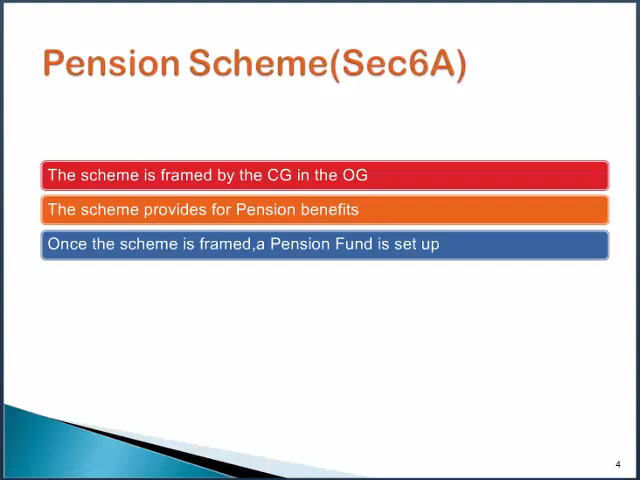 Pension Scheme(Sec6A)
The scheme is framed by the CG in the OG
The scheme provides for Pension benefits
Once the scheme is framed,a Pension Fund is set up
4